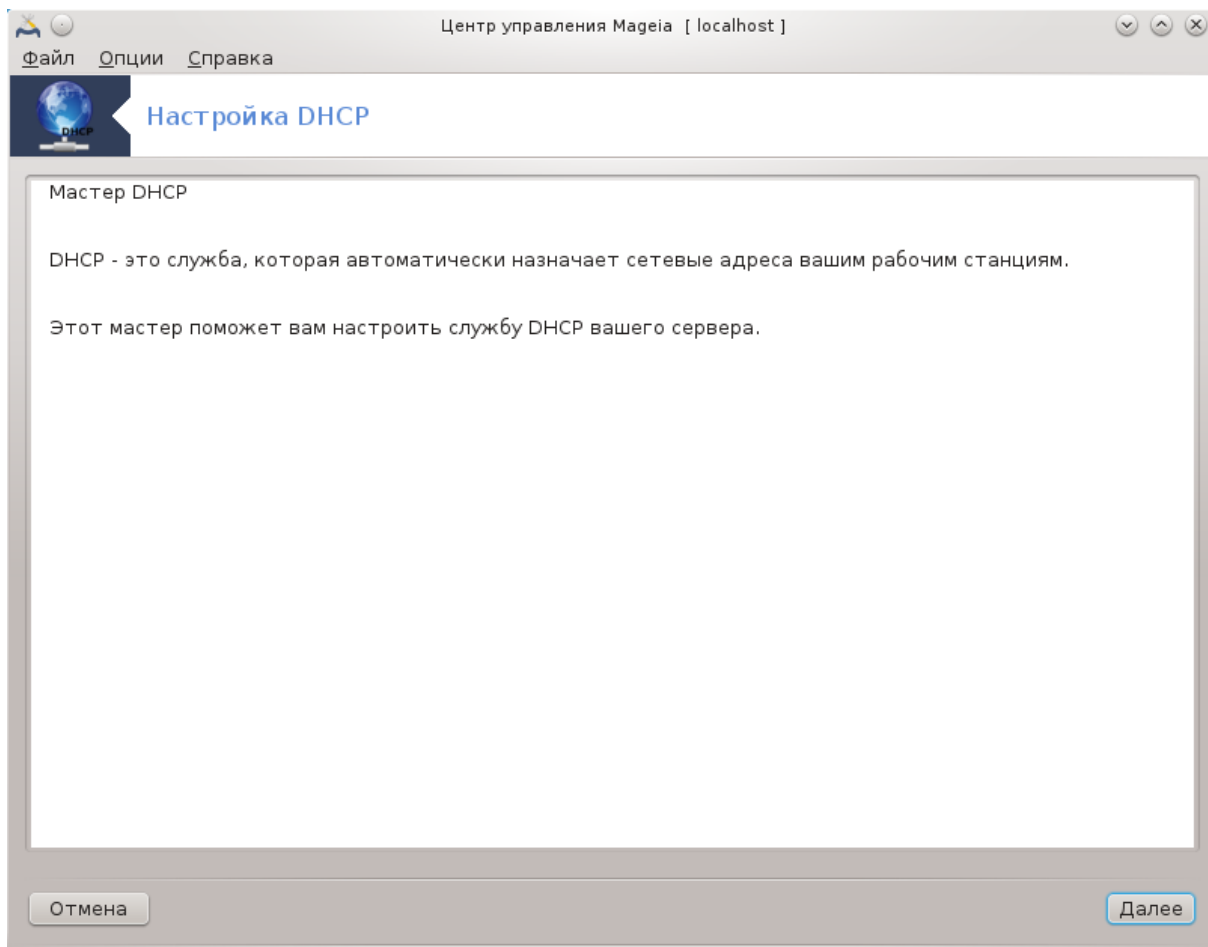 Центр управления Mageia [ localhost ]
Файл Опции Справка
DHCP
Настройка DHCP
Мастер DHCP
DHCP - это служба, которая автоматически назначает сетевые адреса вашим рабочим станциям.
Этот мастер поможет вам настроить службу DHCP вашего сервера.
Отмена
Далее